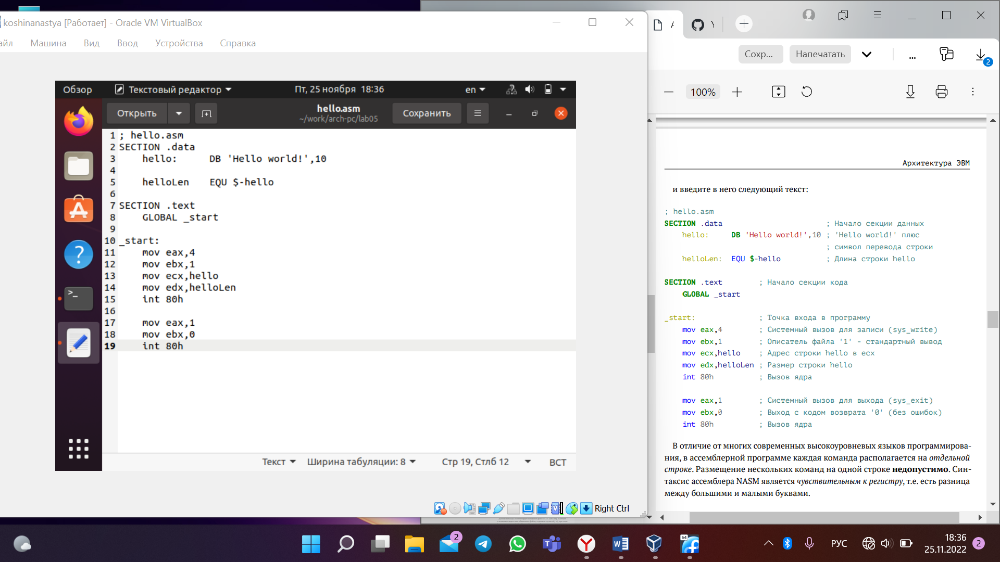 koshinanastya [Работает] - Oracle VM VirtualBox
айл Машина Вид Ввод Устройства Справка
Обзор Текстовый редактор Пт, 25 ноября 18:36 en
Открыть hello.asm Сохранить
~/work/arch-pc/lab05
1 ; hello.asm
2 SECTION .data
3 hello: DB 'Hello world!',10
4
5 helloLen EQU $-hello
6
7 SECTION .text
8 GLOBAL _start
9
10 _start:
11 mov eax,4
12 mov ebx,1
13 mov ecx,hello
14 mov edx,helloLen
15 int 80h
16
17 mov eax,1
18 mov ebx,0
19 int 80h
Текст Ширина табуляции: 8 Стр 19, Стлб 12 ВСТ
Right Ctrl
Сохр... Напечатать ... 2
100%
Архитектура ЭВМ
и введите в него следующий текст:
; hello.asm
SECTION .data ; Начало секции данных
hello: DB 'Hello world!',10 ; 'Hello world!' плюс
; символ перевода строки
helloLen: EQU $-hello ; Длина строки hello
SECTION .text ; Начало секции кода
GLOBAL _start
_start: ; Точка входа в программу
mov eax,4 ; Системный вызов для записи (sys_write)
mov ebx,1 ; Описатель файла '1' - стандартный вывод
mov ecx,hello ; Адрес строки hello в ecx
mov edx,helloLen ; Размер строки hello
int 80h ; Вызов ядра
mov eax,1 ; Системный вызов для выхода (sys_exit)
mov ebx,0 ; Выход с кодом возврата '0' (без ошибок)
int 80h ; Вызов ядра
В отличие от многих современных высокоуровневых языков программирова-
ния, в ассемблерной программе каждая команда располагается на отдельной
строке. Размещение нескольких команд на одной строке недопустимо. Син-
таксис ассемблера NASM является чувствительным к регистру, т.е. есть разница
между большими и малыми буквами.
2 64 РУС 18:36
25.11.2022 2